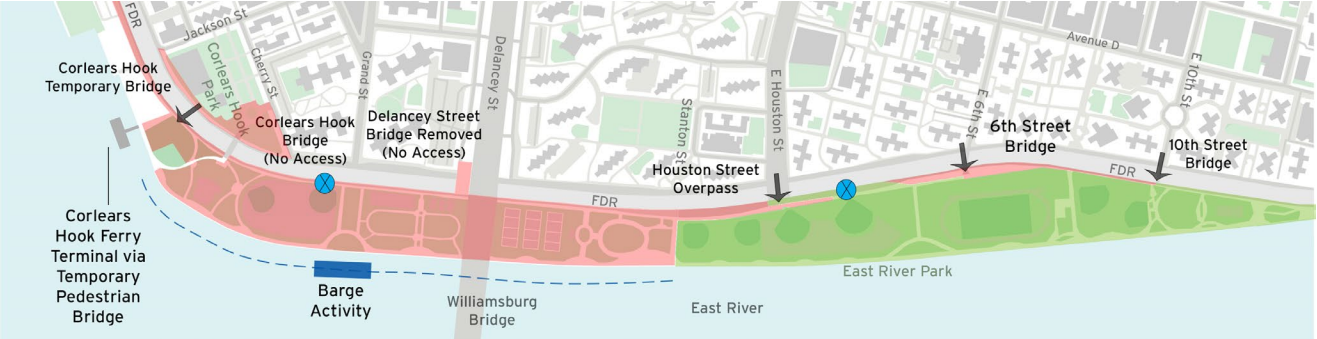 FDR
Jackson St
Corlears Hook
Park
Cherry St
Grand St
Delancey St
Stanton St
E Houston St
E 6th St
Avenue D
E 10th St
Corlears Hook
Temporary Bridge
Corlears Hook
Bridge
(No Access)
Delancey Street
Bridge Removed
(No Access)
Houston Street
Overpass
6th Street
Bridge
10th Street
Bridge
FDR
FDR
Corlears
Hook Ferry
Terminal via
Temporary
Pedestrian
Bridge
Barge
Activity
Williamsburg
Bridge
East River
East River Park
X
X